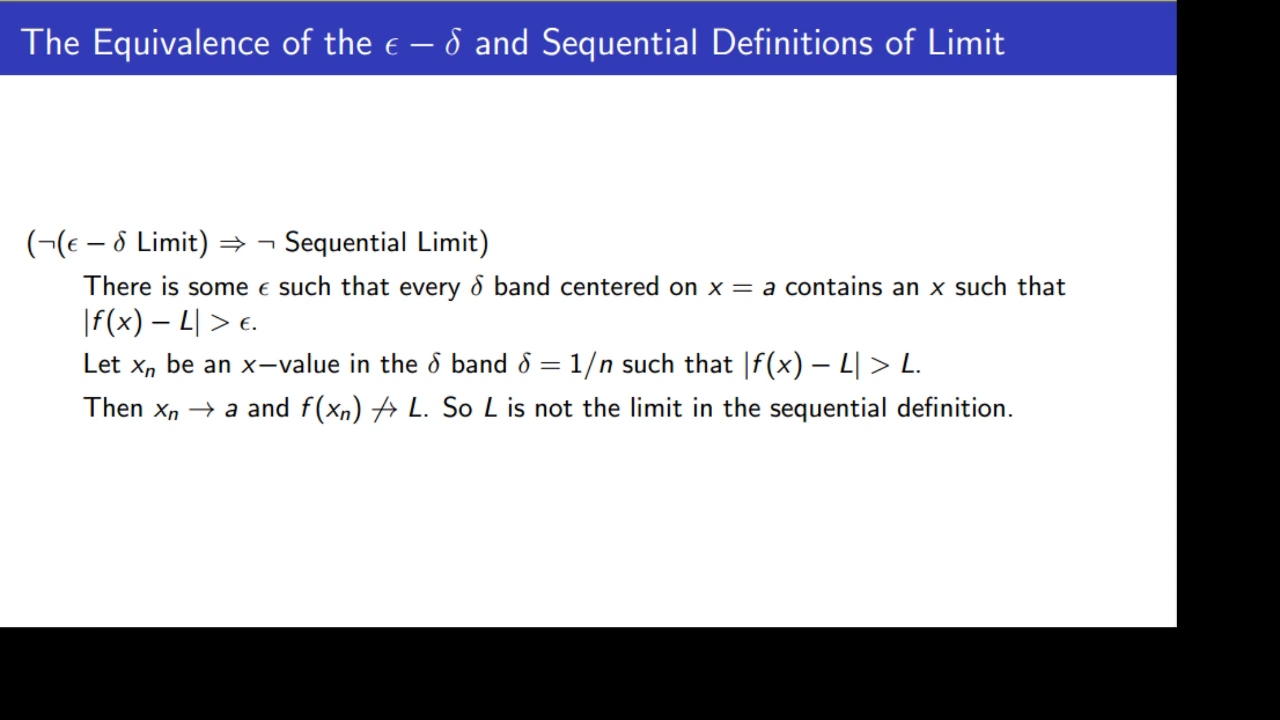 The Equivalence of the ϵ − δ and Sequential Definitions of Limit
(¬(ϵ − δ Limit) ⇒ ¬ Sequential Limit)
There is some ϵ such that every δ band centered on x = a contains an x such that
|f(x) − L| > ϵ.
Let xₙ be an x−value in the δ band δ = 1/n such that |f(x) − L| > L.
Then xₙ → a and f(xₙ) ↛ L. So L is not the limit in the sequential definition.